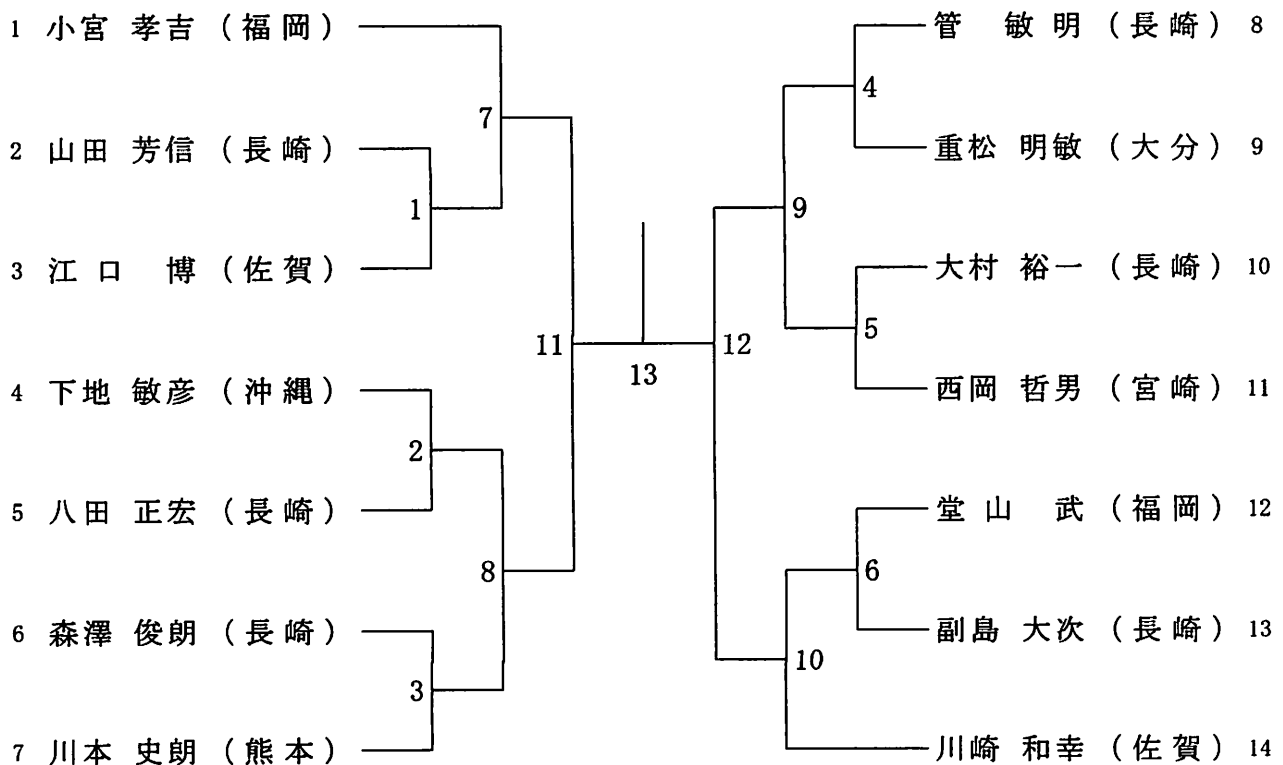 1 小宮 孝吉 (福岡)
2 山田 芳信 (長崎)
3 江口 博 (佐賀)
4 下地 敏彦 (沖縄)
5 八田 正宏 (長崎)
6 森澤 俊朗 (長崎)
7 川本 史朗 (熊本)
7
1
2
8
3
11
13
12
9
4
5
10
6
管 敏明 (長崎) 8
重松 明敏 (大分) 9
大村 裕一 (長崎) 10
西岡 哲男 (宮崎) 11
堂山 武 (福岡) 12
副島 大次 (長崎) 13
川崎 和幸 (佐賀) 14